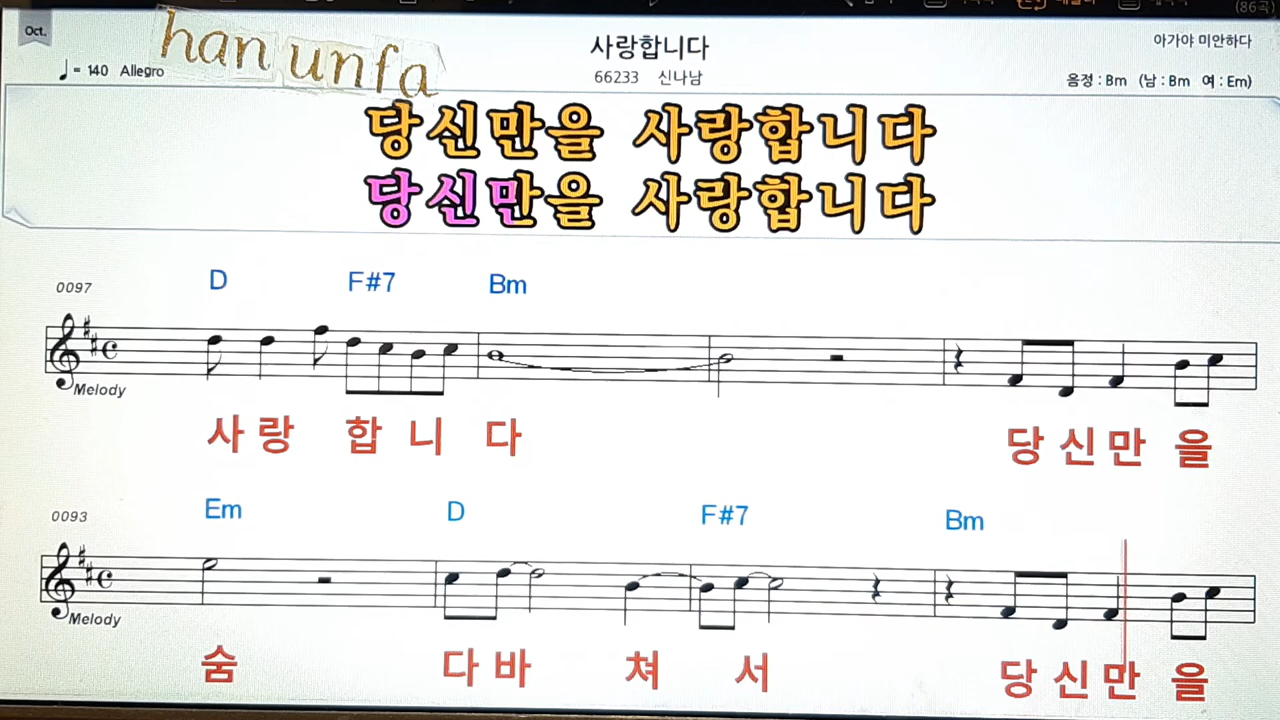 (86곡)
Oct.
han unfa
사랑합니다
아가야 미안하다
♩= 140 Allegro
66233 신나남
음정 : Bm (남 : Bm 여 : Em)
당신만을 사랑합니다
당신만을 사랑합니다
D F#7 Bm
0097
Melody
사랑 합 니 다 당 신 만 을
Em D F#7 Bm
0093
Melody
숨 다 바 쳐 서 당 신 만 을